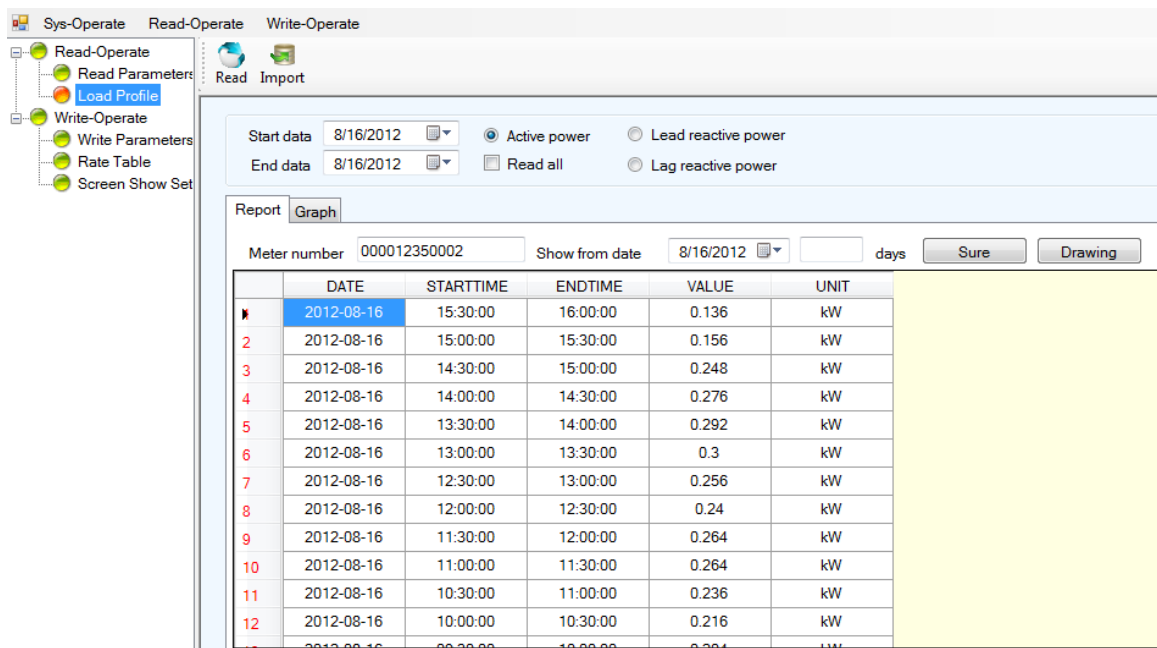 Sys-Operate Read-Operate Write-Operate
Read-Operate
Read Parameters
Load Profile
Write-Operate
Write Parameters
Rate Table
Screen Show Set
Read Import
Start data 8/16/2012 Active power Lead reactive power
End data 8/16/2012 Read all Lag reactive power
Report Graph
Meter number 000012350002 Show from date 8/16/2012 days Sure Drawing
DATE STARTTIME ENDTIME VALUE UNIT
2012-08-16 15:30:00 16:00:00 0.136 kW
2 2012-08-16 15:00:00 15:30:00 0.156 kW
3 2012-08-16 14:30:00 15:00:00 0.248 kW
4 2012-08-16 14:00:00 14:30:00 0.276 kW
5 2012-08-16 13:30:00 14:00:00 0.292 kW
6 2012-08-16 13:00:00 13:30:00 0.3 kW
7 2012-08-16 12:30:00 13:00:00 0.256 kW
8 2012-08-16 12:00:00 12:30:00 0.24 kW
9 2012-08-16 11:30:00 12:00:00 0.264 kW
10 2012-08-16 11:00:00 11:30:00 0.264 kW
11 2012-08-16 10:30:00 11:00:00 0.236 kW
12 2012-08-16 10:00:00 10:30:00 0.216 kW